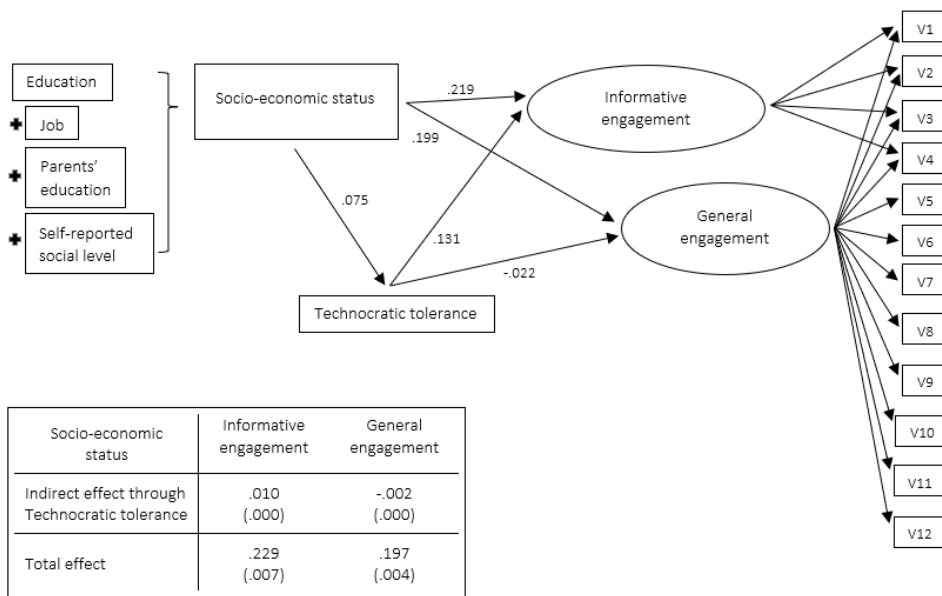 Education
Job
Parents'
education
Self-reported
social level
Socio-economic status
.219
.199
.075
.131
-.022
Technocratic tolerance
Informative
engagement
General
engagement
V1
V2
V3
V4
V5
V6
V7
V8
V9
V10
V11
V12
Socio-economic
status
Informative
engagement
General
engagement
Indirect effect through
Technocratic tolerance
.010
(.000)
-.002
(.000)
Total effect
.229
(.007)
.197
(.004)